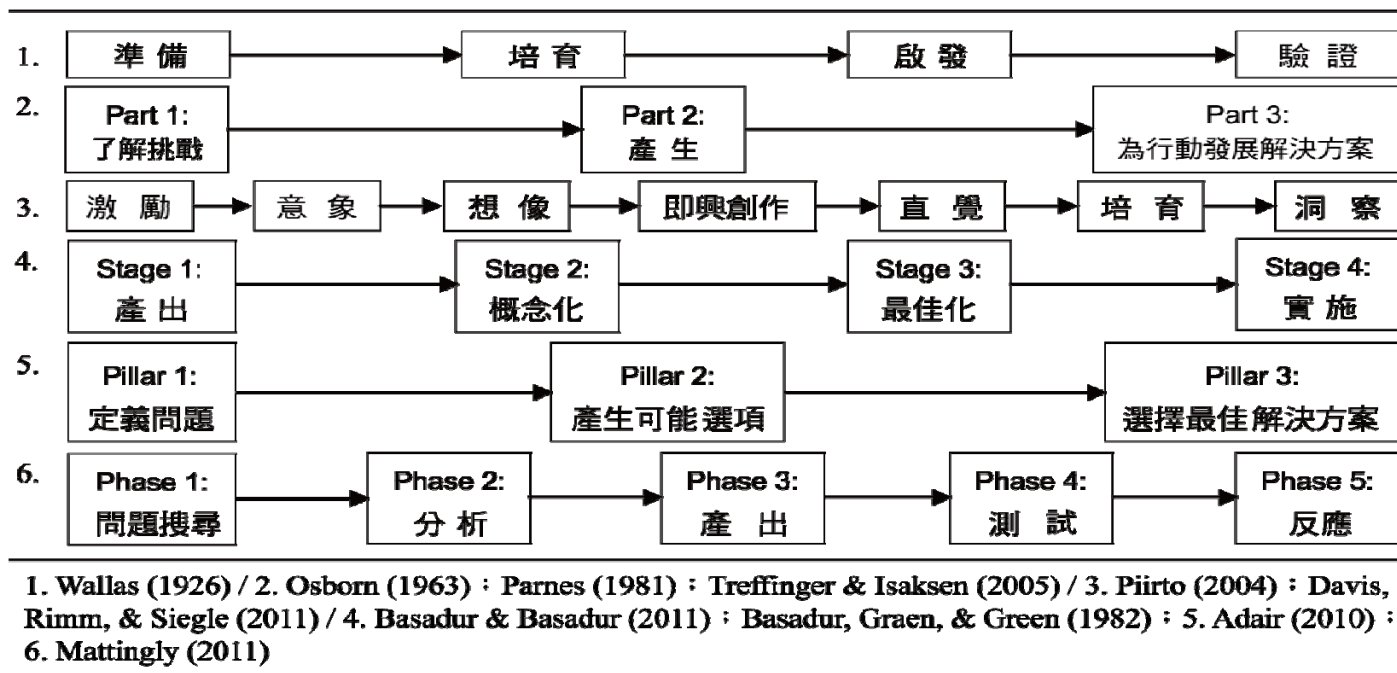 1. 準 備 培 育 啟 發 驗 證
2. Part 1: Part 2: Part 3:
了解挑戰 產 生 為行動發展解決方案
3. 激 勵 意 象 想 像 即興創作 直 覺 培 育 洞 察
4. Stage 1: Stage 2: Stage 3: Stage 4:
產 出 概念化 最佳化 實 施
5. Pillar 1: Pillar 2: Pillar 3:
定義問題 產生可能選項 選擇最佳解決方案
6. Phase 1: Phase 2: Phase 3: Phase 4: Phase 5:
問題搜尋 分 析 產 出 測 試 反應
1. Wallas (1926) / 2. Osborn (1963)；Parnes (1981)；Treffinger & Isaksen (2005) / 3. Piirto (2004)；Davis,
Rimm, & Siegle (2011) / 4. Basadur & Basadur (2011)；Basadur, Graen, & Green (1982)；5. Adair (2010)；
6. Mattingly (2011)